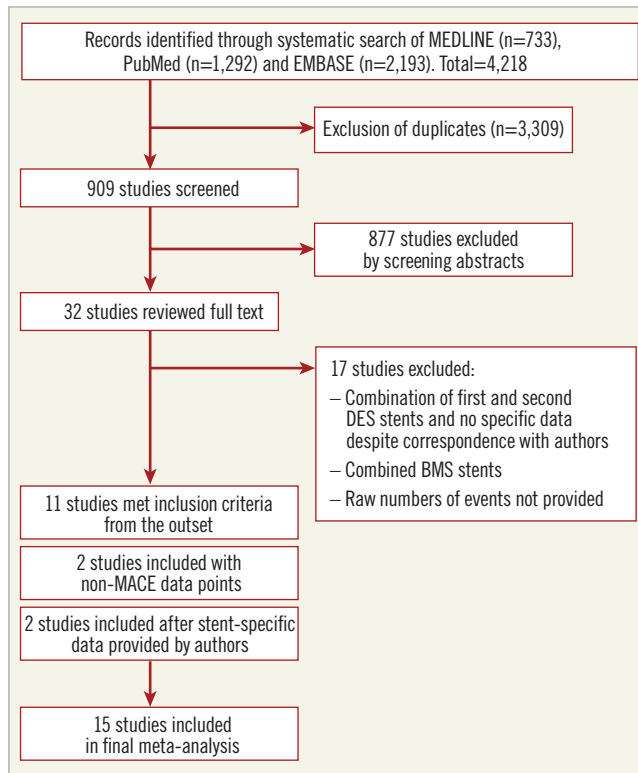 Records identified through systematic search of MEDLINE (n=733),
PubMed (n=1,292) and EMBASE (n=2,193). Total=4,218
Exclusion of duplicates (n=3,309)
909 studies screened
877 studies excluded
by screening abstracts
32 studies reviewed full text
17 studies excluded:
– Combination of first and second
DES stents and no specific data
despite correspondence with authors
– Combined BMS stents
– Raw numbers of events not provided
11 studies met inclusion criteria
from the outset
2 studies included with
non-MACE data points
2 studies included after stent-specific
data provided by authors
15 studies included
in final meta-analysis